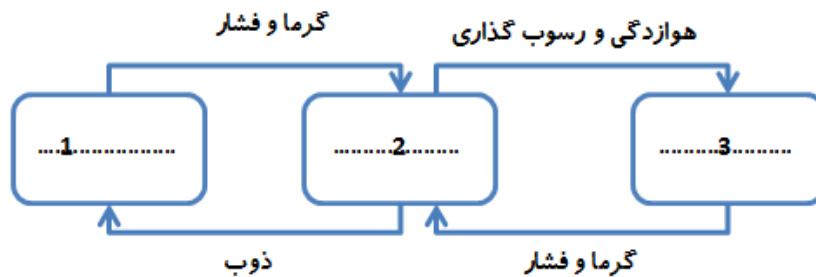 گرما و فشار
هوازدگی و رسوب گذاری
....1..................
...........2.........
...........3...........
ذوب
گرما و فشار